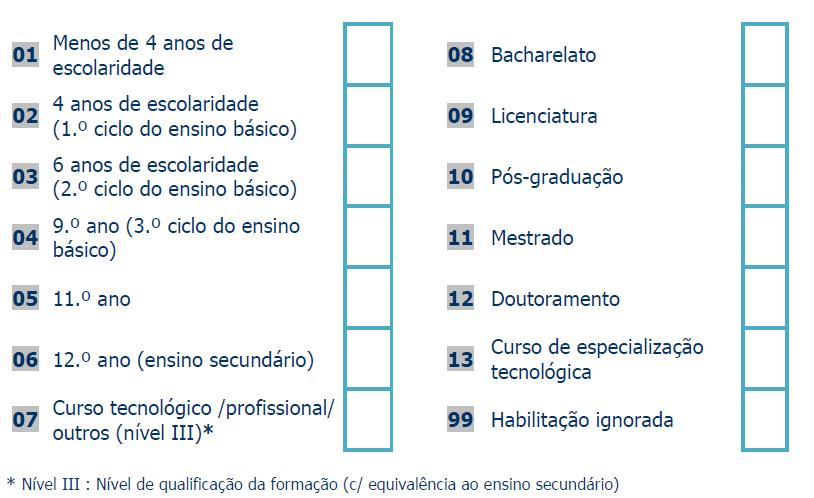 01 Menos de 4 anos de
escolaridade
02 4 anos de escolaridade
(1.º ciclo do ensino básico)
03 6 anos de escolaridade
(2.º ciclo do ensino básico)
04 9.º ano (3.º ciclo do ensino
básico)
05 11.º ano
06 12.º ano (ensino secundário)
07 Curso tecnológico /profissional/
outros (nível III)*
08 Bacharelato
09 Licenciatura
10 Pós-graduação
11 Mestrado
12 Doutoramento
13 Curso de especialização
tecnológica
99 Habilitação ignorada
* Nível III : Nível de qualificação da formação (c/ equivalência ao ensino secundário)